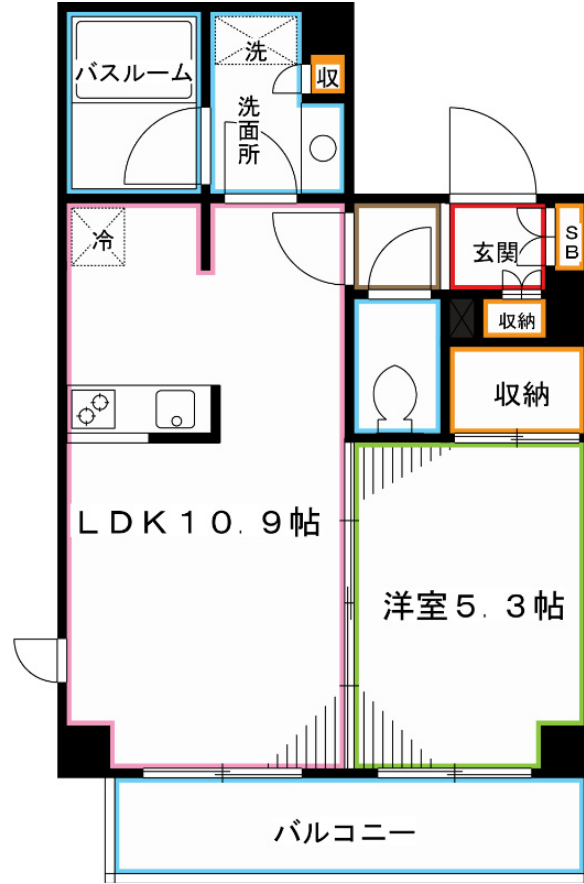 バスルーム
洗
収
洗面所
冷
玄関
SB
収納
収納
LDK10.9帖
洋室5.3帖
バルコニー